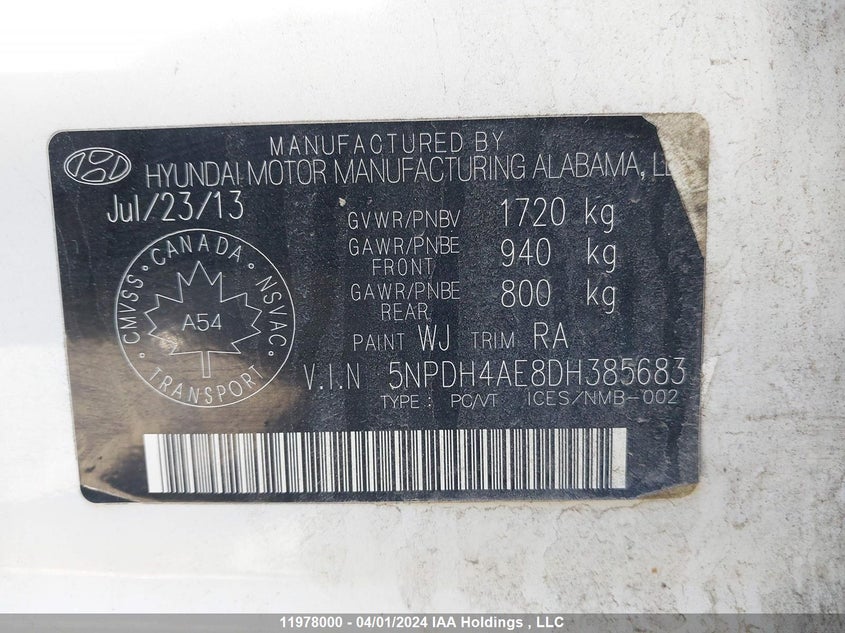 MANUFACTURED BY
HYUNDAI MOTOR MANUFACTURING ALABAMA,
Jul/23/13
GVWR/PNBV 1720 kg
GAWR/PNBE FRONT 940 kg
GAWR/PNBE REAR 800 kg
CANADA
CMVSS · NSVAC
A54
TRANSPORT
PAINT WJ TRIM RA
V.I.N 5NPDH4AE8DH385683
TYPE : PC/VT ICES/NMB-002
11978000 - 04/01/2024 IAA Holdings , LLC